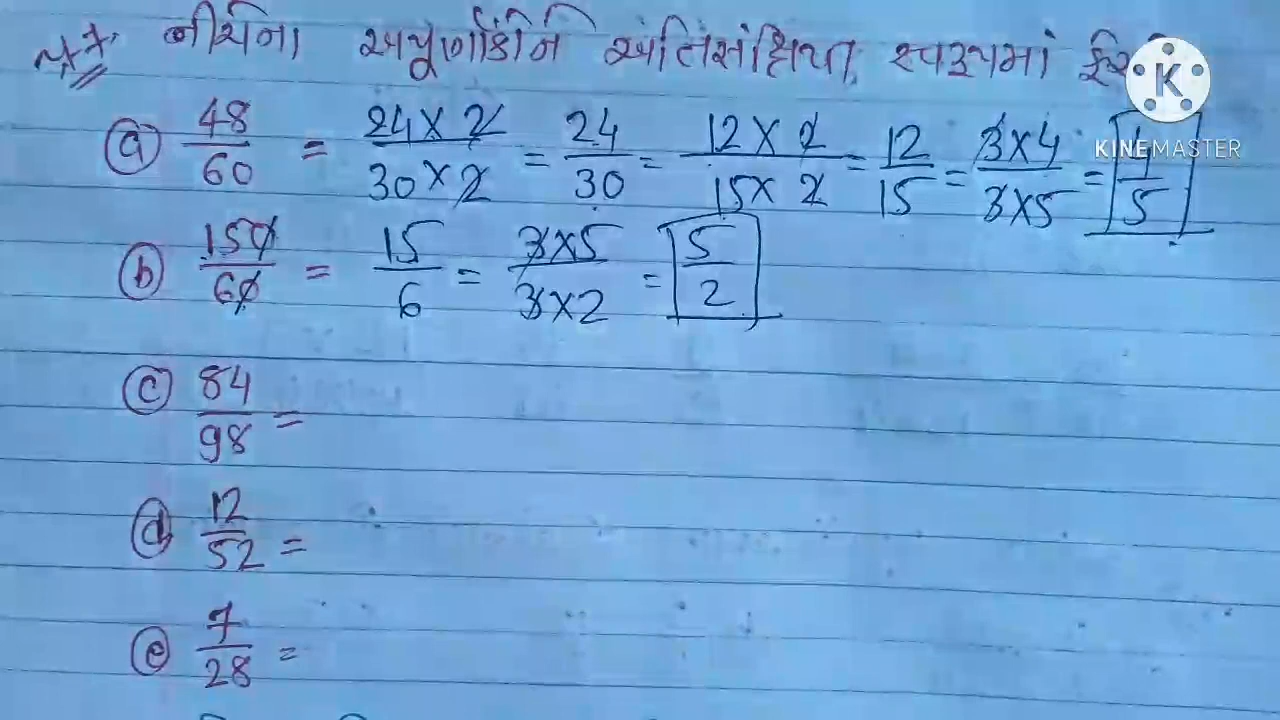 નીચેના અપૂર્ણાંકોને અતિસંક્ષિપ્ત સ્વરૂપમાં
ⓐ 48/60 = 24×2/30×2 = 24/30 = 12×2/15×2 = 12/15 = 3×4/3×5 = 4/5
KINEMASTER
ⓑ 150/60 = 15/6 = 3×5/3×2 = 5/2
ⓒ 84/98 =
ⓓ 12/52 =
ⓔ 7/28 =